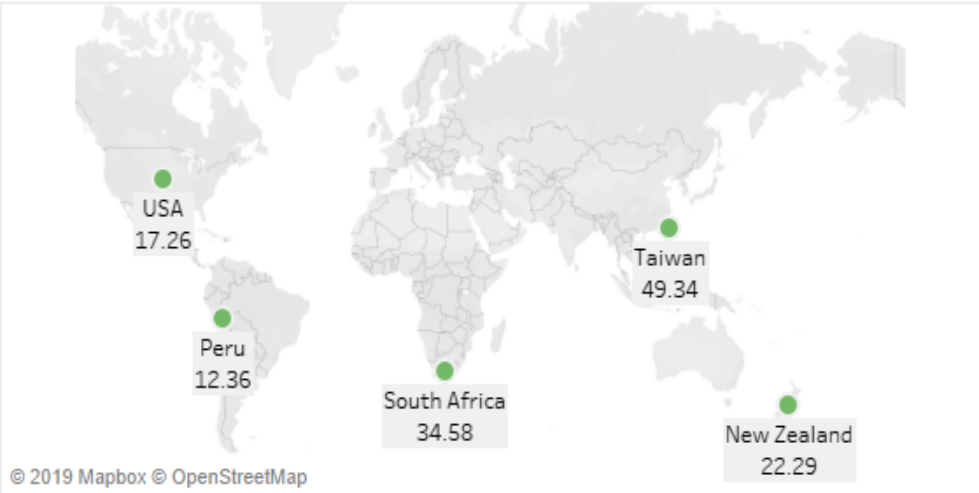 USA
17.26
Taiwan
49.34
Peru
12.36
South Africa
34.58
New Zealand
22.29
© 2019 Mapbox © OpenStreetMap